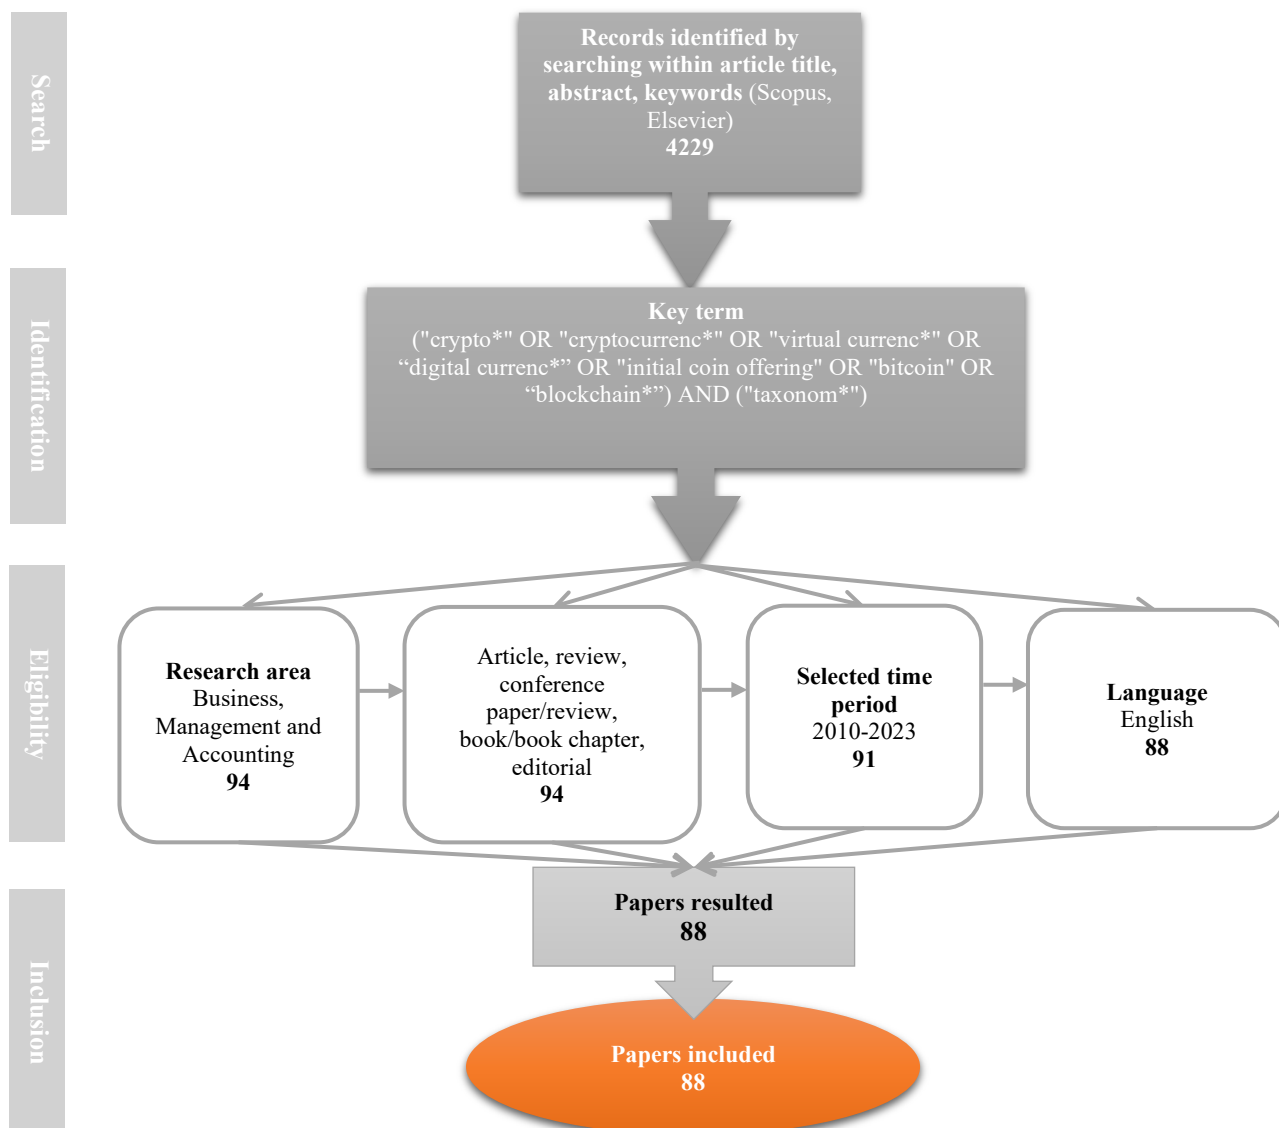 Search
Records identified by
searching within article title,
abstract, keywords (Scopus,
Elsevier)
4229
Identification
Key term
("crypto*" OR "cryptocurrenc*" OR "virtual currenc*" OR
“digital currenc*” OR "initial coin offering" OR "bitcoin" OR
“blockchain*”) AND ("taxonom*")
Eligibility
Research area
Business,
Management and
Accounting
94
Article, review,
conference
paper/review,
book/book chapter,
editorial
94
Selected time
period
2010-2023
91
Language
English
88
Inclusion
Papers resulted
88
Papers included
88